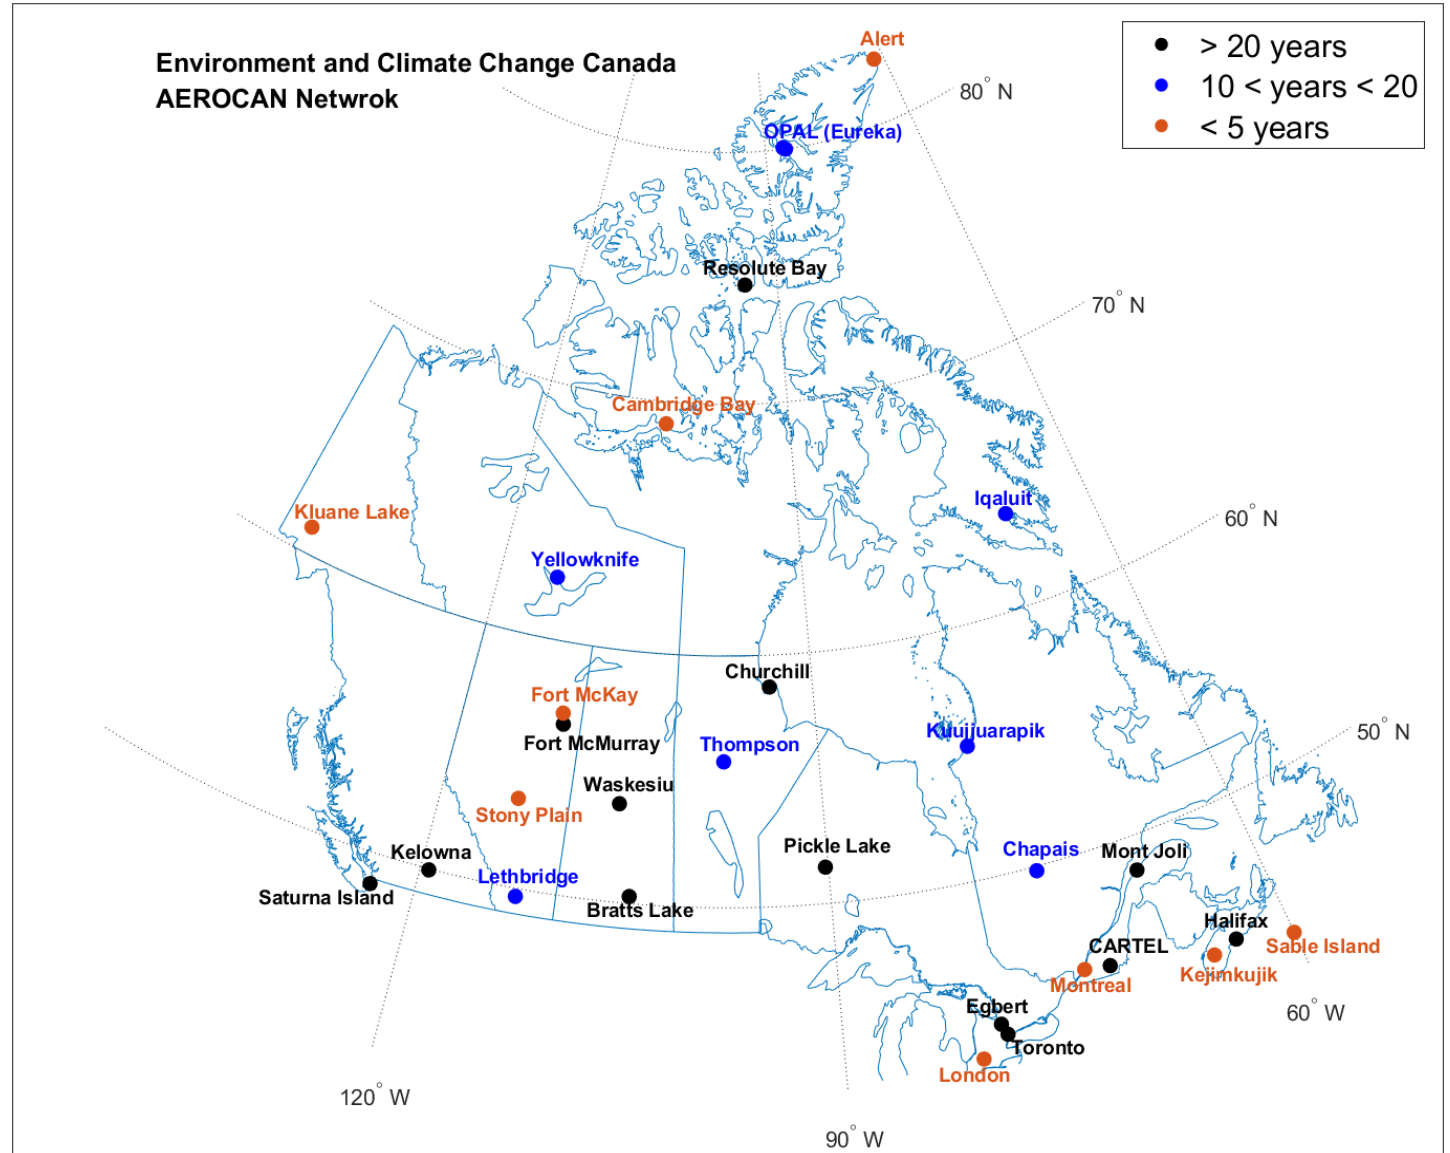 Environment and Climate Change Canada
AEROCAN Netwrok
> 20 years
10 < years < 20
< 5 years
Alert
80° N
OPAL (Eureka)
Resolute Bay
70° N
Cambridge Bay
Iqaluit
Kluane Lake
60° N
Yellowknife
Churchill
Fort McKay
Fort McMurray
Thompson
Kuujjuarapik
50° N
Waskesiu
Stony Plain
Pickle Lake
Chapais
Mont Joli
Kelowna
Lethbridge
Saturna Island
Bratts Lake
Halifax
Sable Island
CARTEL
Kejimkujik
Montreal
Egbert
60° W
Toronto
London
120° W
90° W